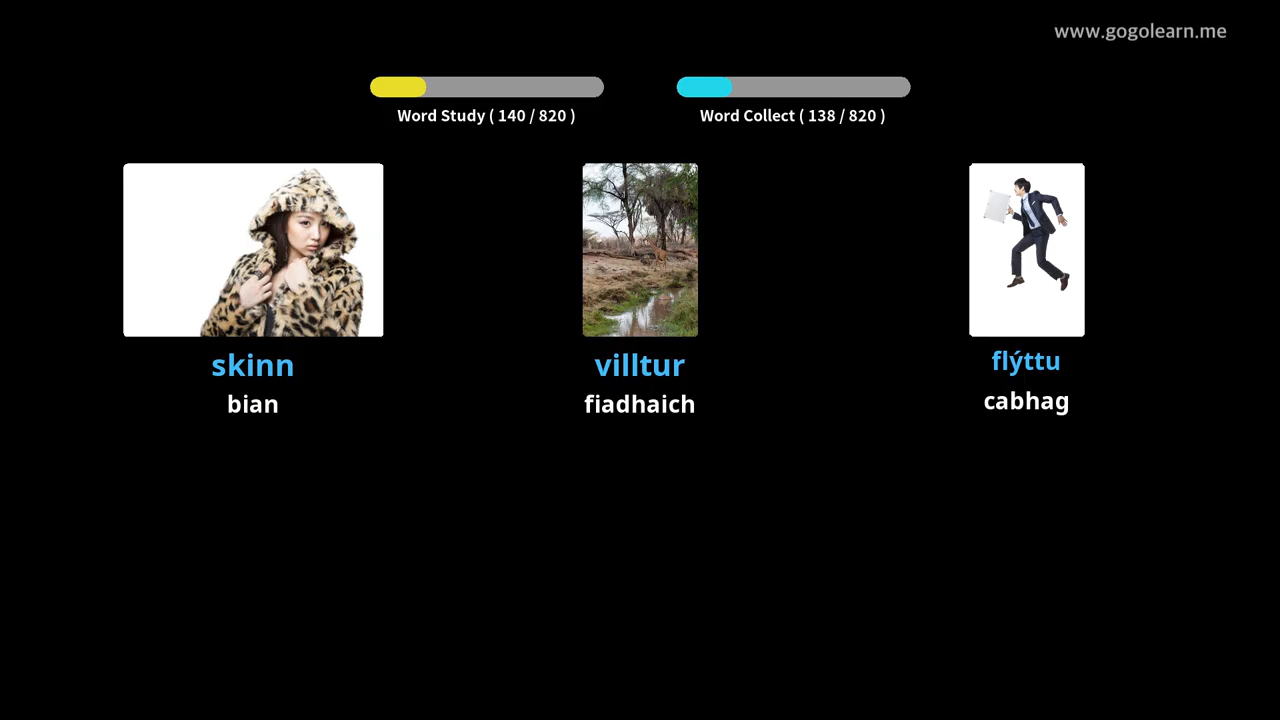 www.gogolearn.me
Word Study ( 140 / 820 )
Word Collect ( 138 / 820 )
skinn
bian
villtur
fiadhaich
flýttu
cabhag